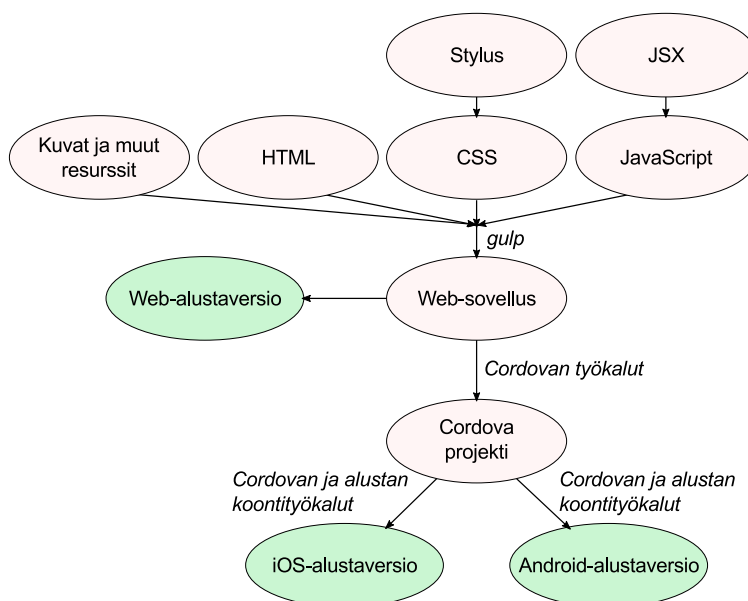 Stylus
JSX
Kuvat ja muut
resurssit
HTML
CSS
JavaScript
gulp
Web-alustaversio
Web-sovellus
Cordovan työkalut
Cordova
projekti
Cordovan ja alustan
koontityökalut
Cordovan ja alustan
koontityökalut
iOS-alustaversio
Android-alustaversio